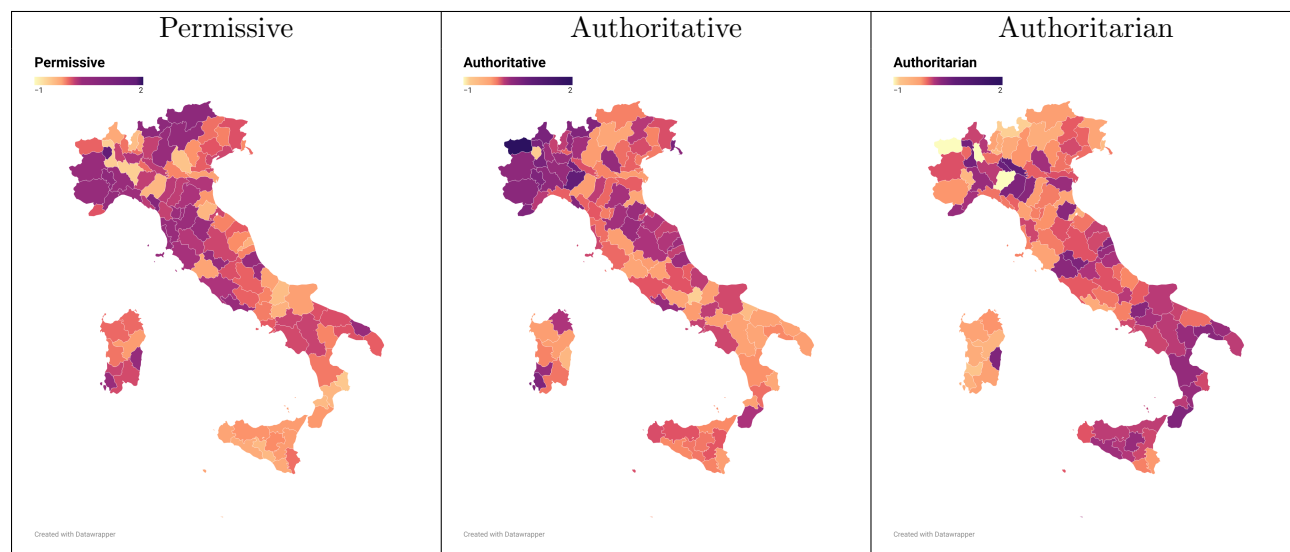 Permissive
Authoritative
Authoritarian
Permissive
−1 2
Authoritative
−1 2
Authoritarian
−1 2
Created with Datawrapper
Created with Datawrapper
Created with Datawrapper